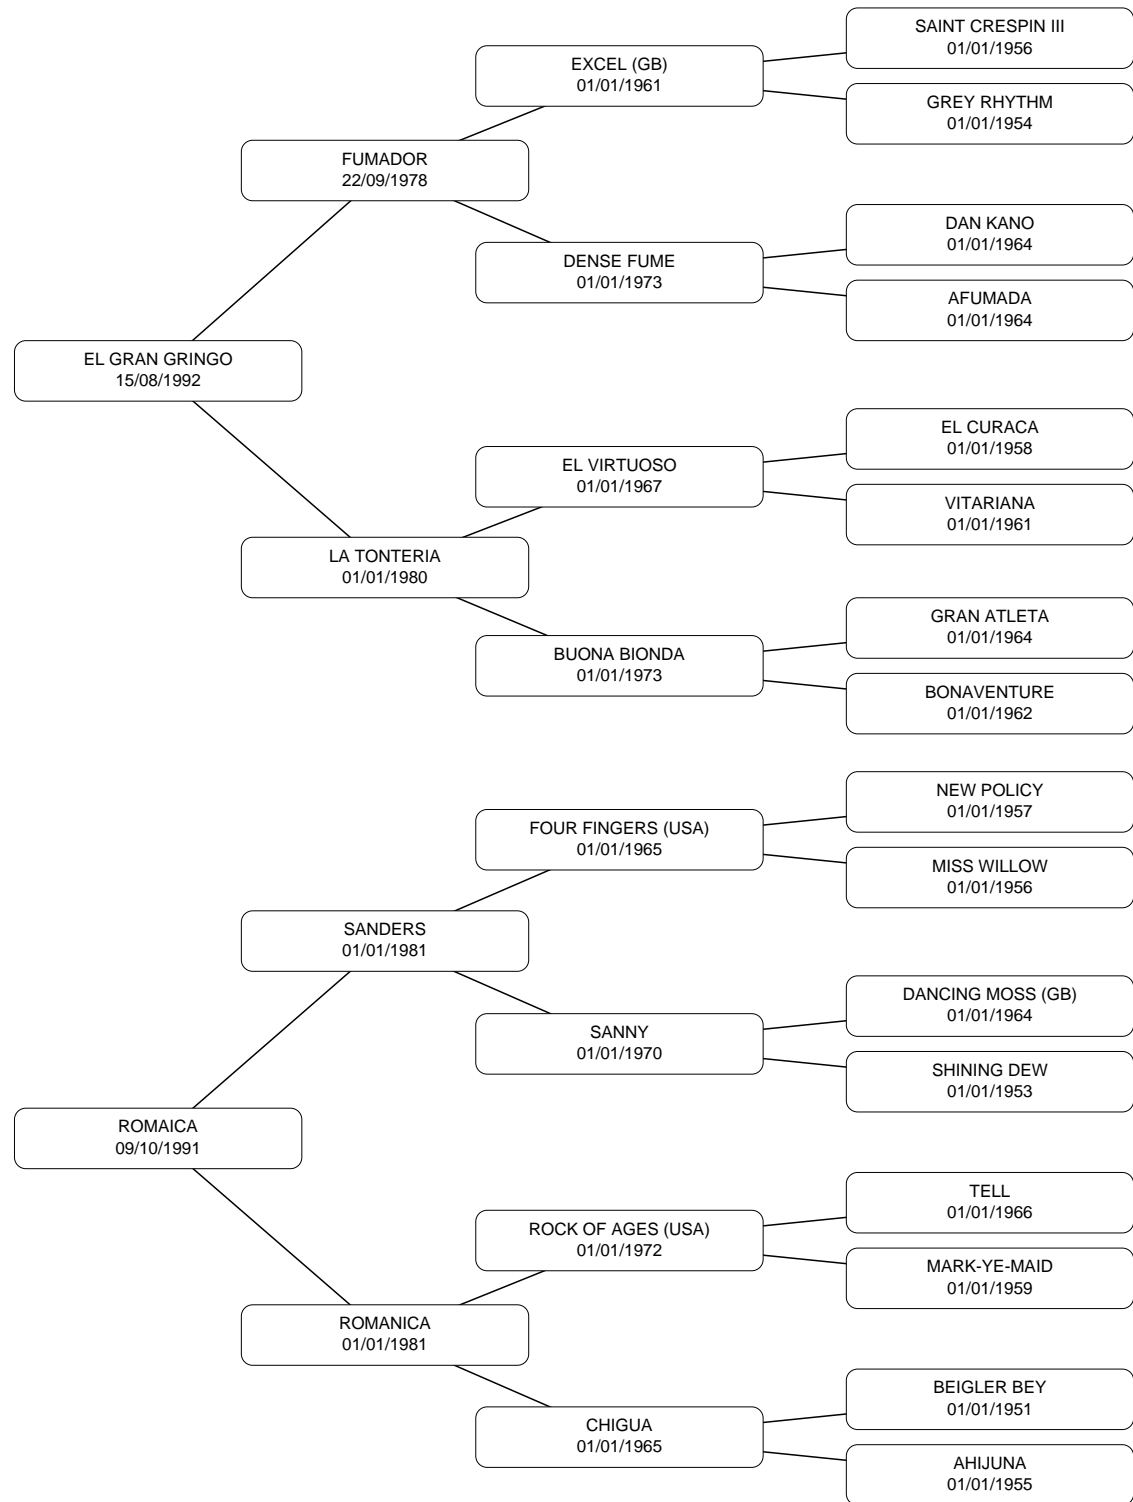 SAINT CRESPIN III
01/01/1956
EXCEL (GB)
01/01/1961
GREY RHYTHM
01/01/1954
FUMADOR
22/09/1978
DAN KANO
01/01/1964
DENSE FUME
01/01/1973
AFUMADA
01/01/1964
EL GRAN GRINGO
15/08/1992
EL CURACA
01/01/1958
EL VIRTUOSO
01/01/1967
VITARIANA
01/01/1961
LA TONTERIA
01/01/1980
GRAN ATLETA
01/01/1964
BUONA BIONDA
01/01/1973
BONAVENTURE
01/01/1962
NEW POLICY
01/01/1957
FOUR FINGERS (USA)
01/01/1965
MISS WILLOW
01/01/1956
SANDERS
01/01/1981
DANCING MOSS (GB)
01/01/1964
SANNY
01/01/1970
SHINING DEW
01/01/1953
ROMAICA
09/10/1991
TELL
01/01/1966
ROCK OF AGES (USA)
01/01/1972
MARK-YE-MAID
01/01/1959
ROMANICA
01/01/1981
BEIGLER BEY
01/01/1951
CHIGUA
01/01/1965
AHIJUNA
01/01/1955